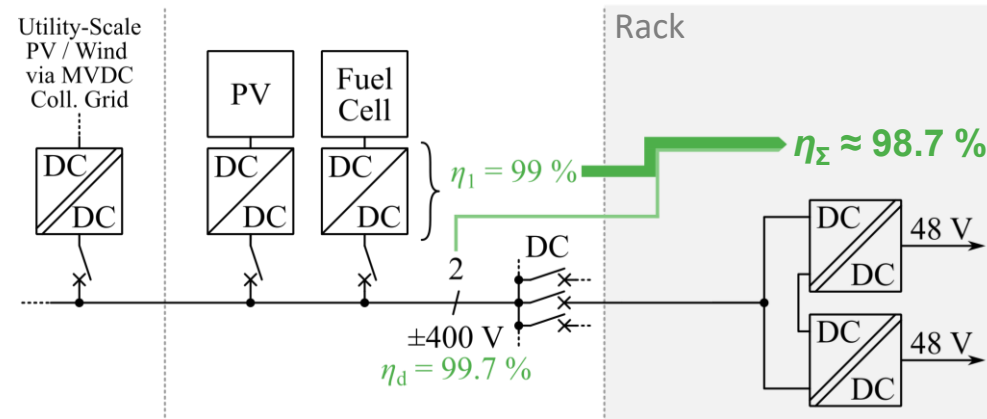 Utility-Scale
PV / Wind
via MVDC
Coll. Grid
DC
DC
PV
DC
DC
Fuel
Cell
DC
DC
η1 = 99 %
2
±400 V
ηd = 99.7 %
DC
Rack
ηΣ ≈ 98.7 %
DC
DC
48 V
DC
DC
48 V